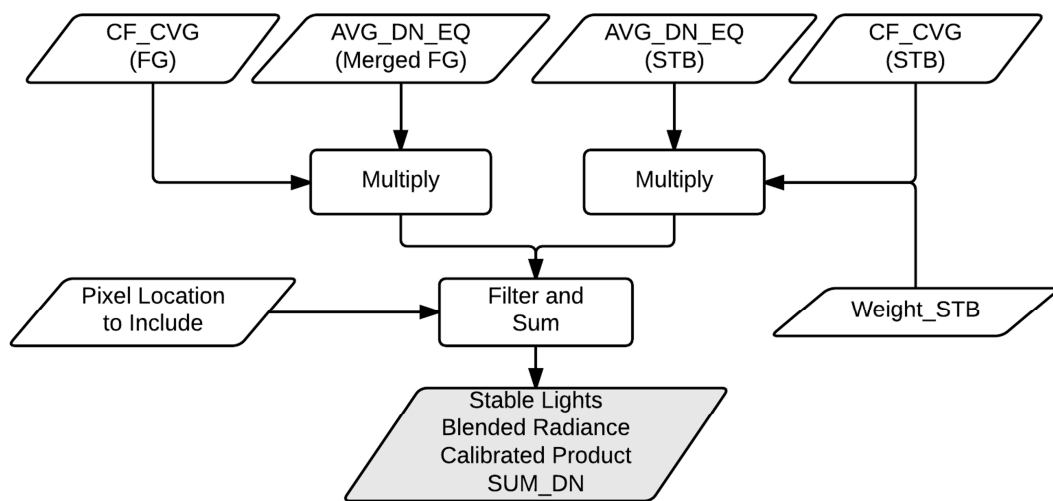 CF_CVG
(FG)
AVG_DN_EQ
(Merged FG)
AVG_DN_EQ
(STB)
CF_CVG
(STB)
Multiply
Multiply
Pixel Location
to Include
Filter and
Sum
Weight_STB
Stable Lights
Blended Radiance
Calibrated Product
SUM_DN